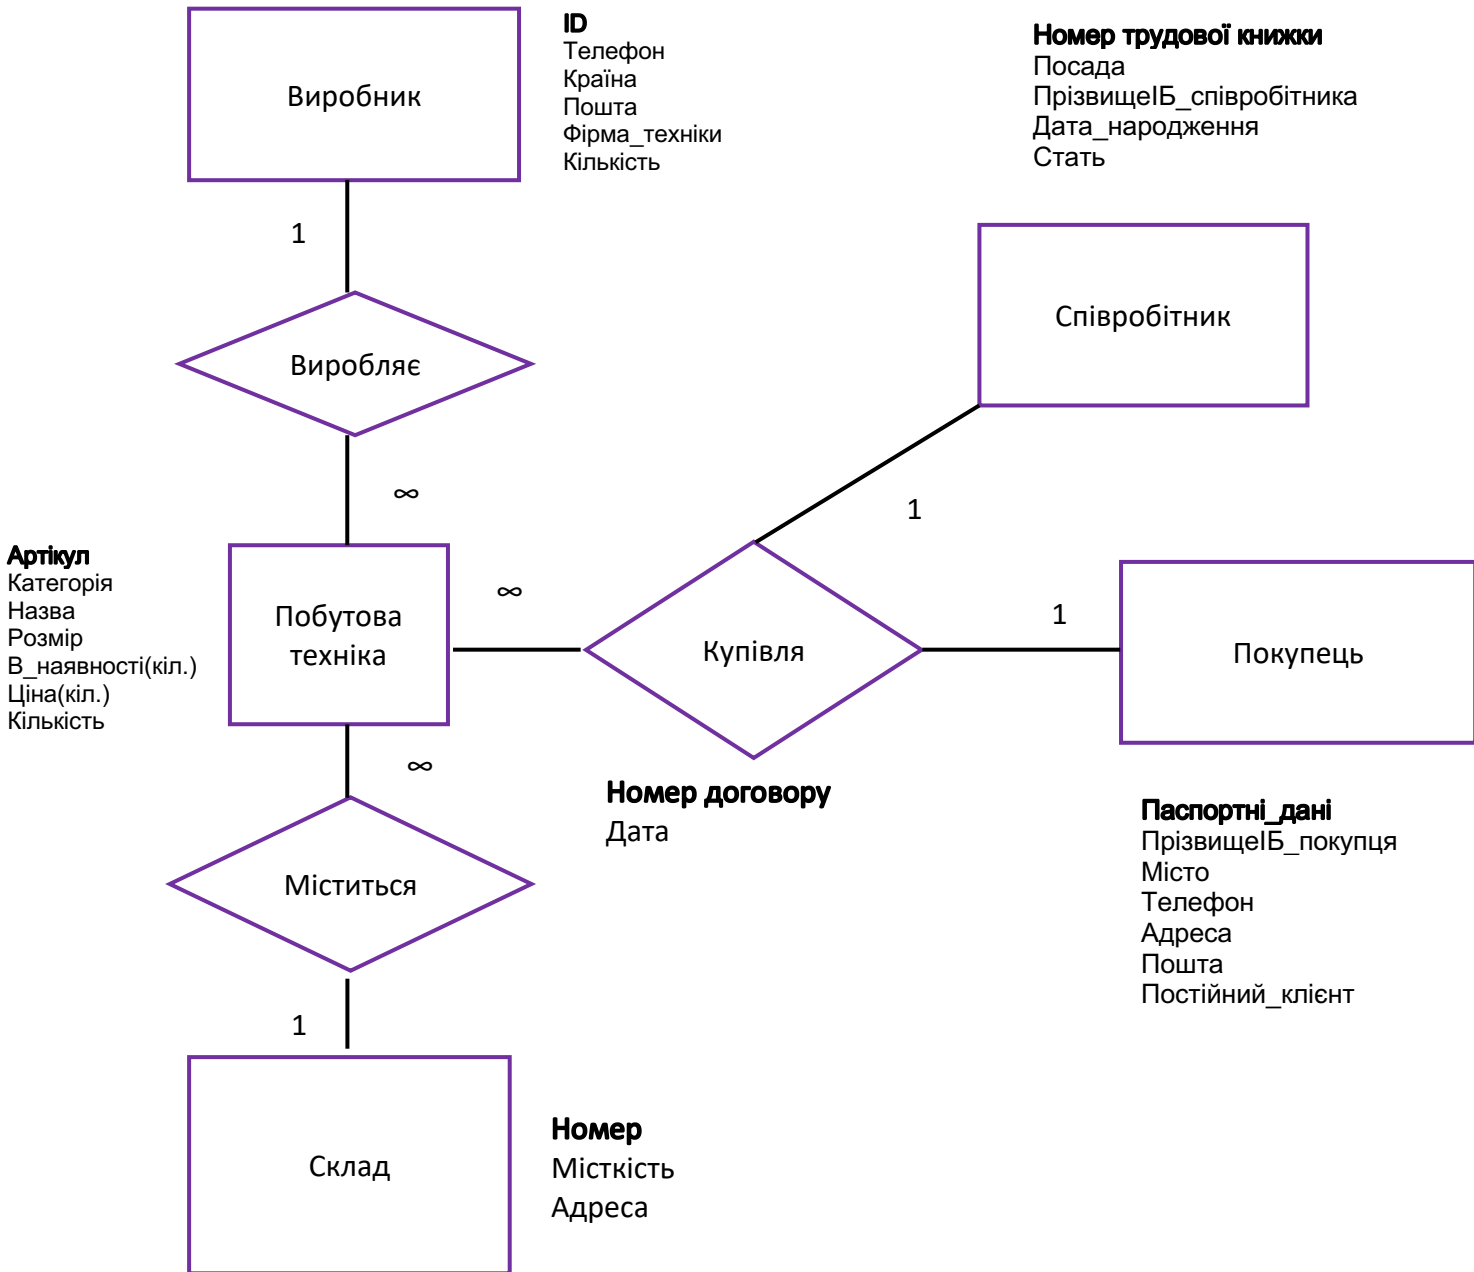 Виробник
ID
Телефон
Країна
Пошта
Фірма_техніки
Кількість
Номер трудової книжки
Посада
ПрізвищеІБ_співробітника
Дата_народження
Стать
1
Виробляє
Співробітник
∞
1
Артікул
Категорія
Назва
Розмір
В_наявності(кіл.)
Ціна(кіл.)
Кількість
Побутова
техніка
∞
Купівля
1
Покупець
∞
Номер договору
Дата
Паспортні_дані
ПрізвищеІБ_покупця
Місто
Телефон
Адреса
Пошта
Постійний_клієнт
Міститься
1
Склад
Номер
Місткість
Адреса